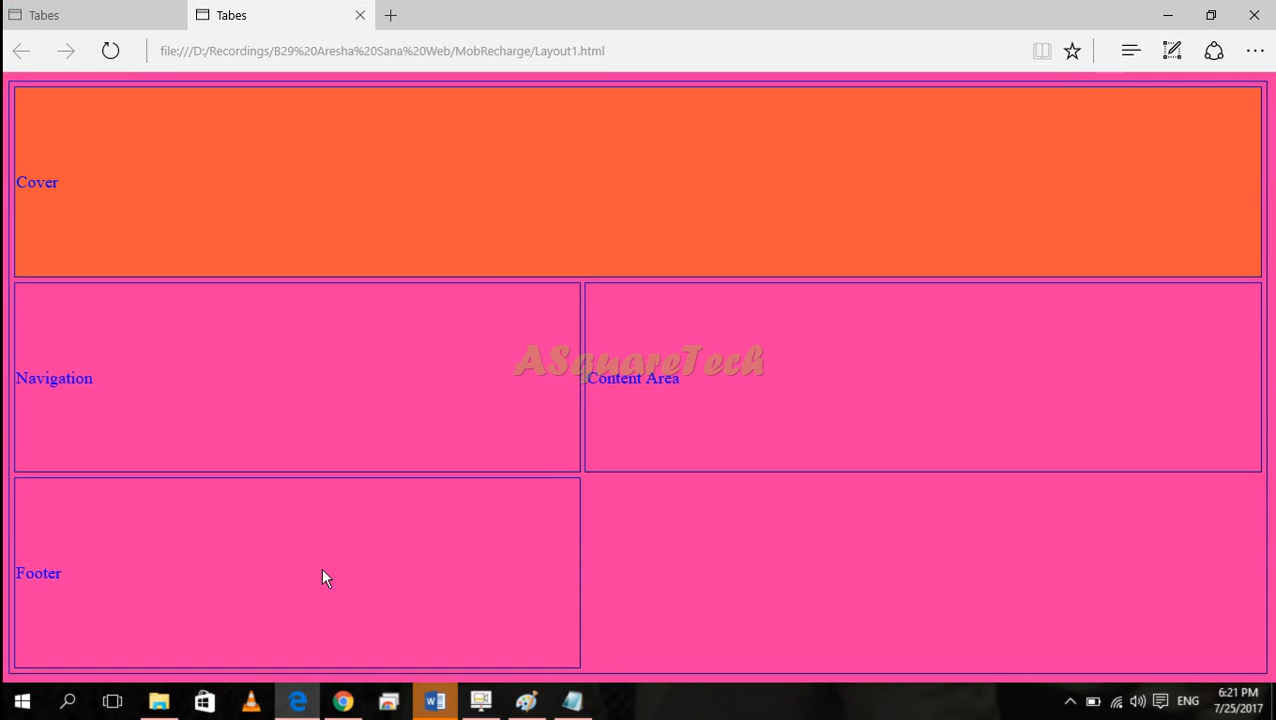 Tabes
Tabes
file:///D:/Recordings/B29%20Aresha%20Sana%20Web/MobRecharge/Layout1.html
Cover
ASquareTech
Navigation
Content Area
Footer
ENG
6:21 PM
7/25/2017